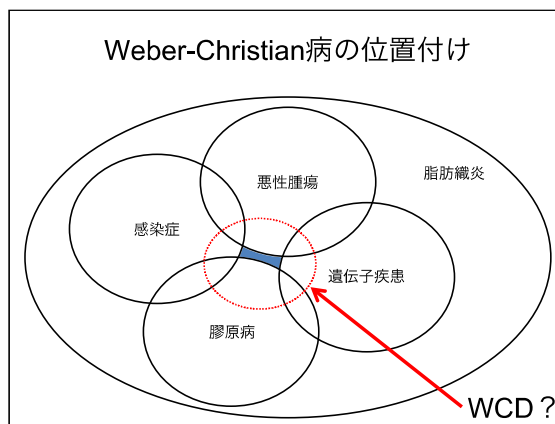 Weber-Christian病の位置付け
悪性腫瘍
脂肪織炎
感染症
遺伝子疾患
膠原病
WCD？